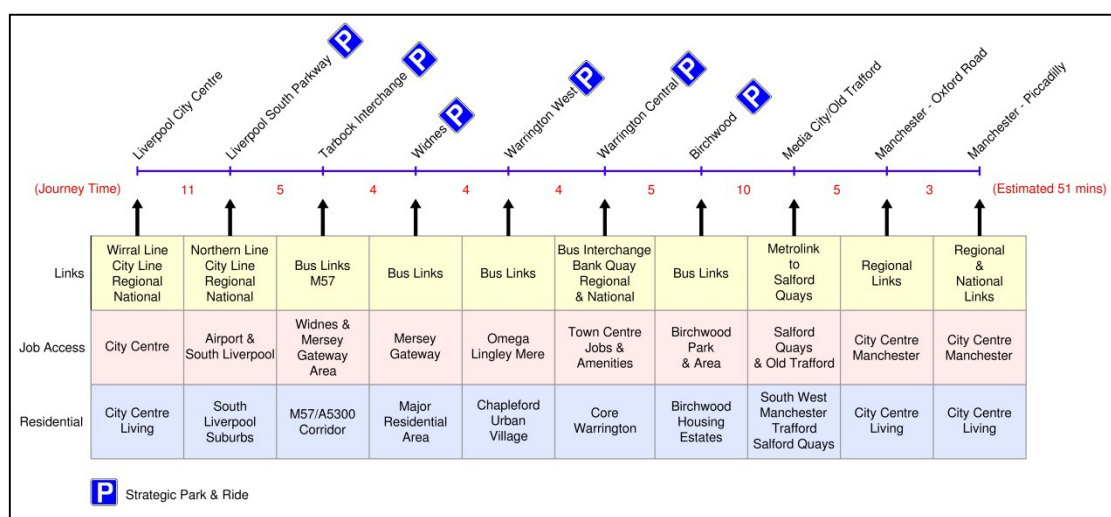 Liverpool City Centre
Liverpool South Parkway
P
Tarbock Interchange
P
Widnes
P
Warrington West
P
Warrington Central
P
Birchwood
P
Media City/Old Trafford
Manchester - Oxford Road
Manchester - Piccadilly
(Journey Time) 11 5 4 4 4 5 10 5 3 (Estimated 51 mins)
Links
Wirral Line
City Line
Regional
National
Northern Line
City Line
Regional
National
Bus Links
M57
Bus Links
Bus Links
Bus Interchange
Bank Quay
Regional
& National
Bus Links
Metrolink
to
Salford
Quays
Regional
Links
Regional
&
National
Links
Job Access
City Centre
Airport &
South Liverpool
Widnes &
Mersey
Gateway
Area
Mersey
Gateway
Omega
Lingley Mere
Town Centre
Jobs &
Amenities
Birchwood
Park
& Area
Salford
Quays
& Old Trafford
City Centre
Manchester
City Centre
Manchester
Residential
City Centre
Living
South
Liverpool
Suburbs
M57/A5300
Corridor
Major
Residential
Area
Chapleford
Urban
Village
Core
Warrington
Birchwood
Housing
Estates
South West
Manchester
Trafford
Salford Quays
City Centre
Living
City Centre
Living
P Strategic Park & Ride